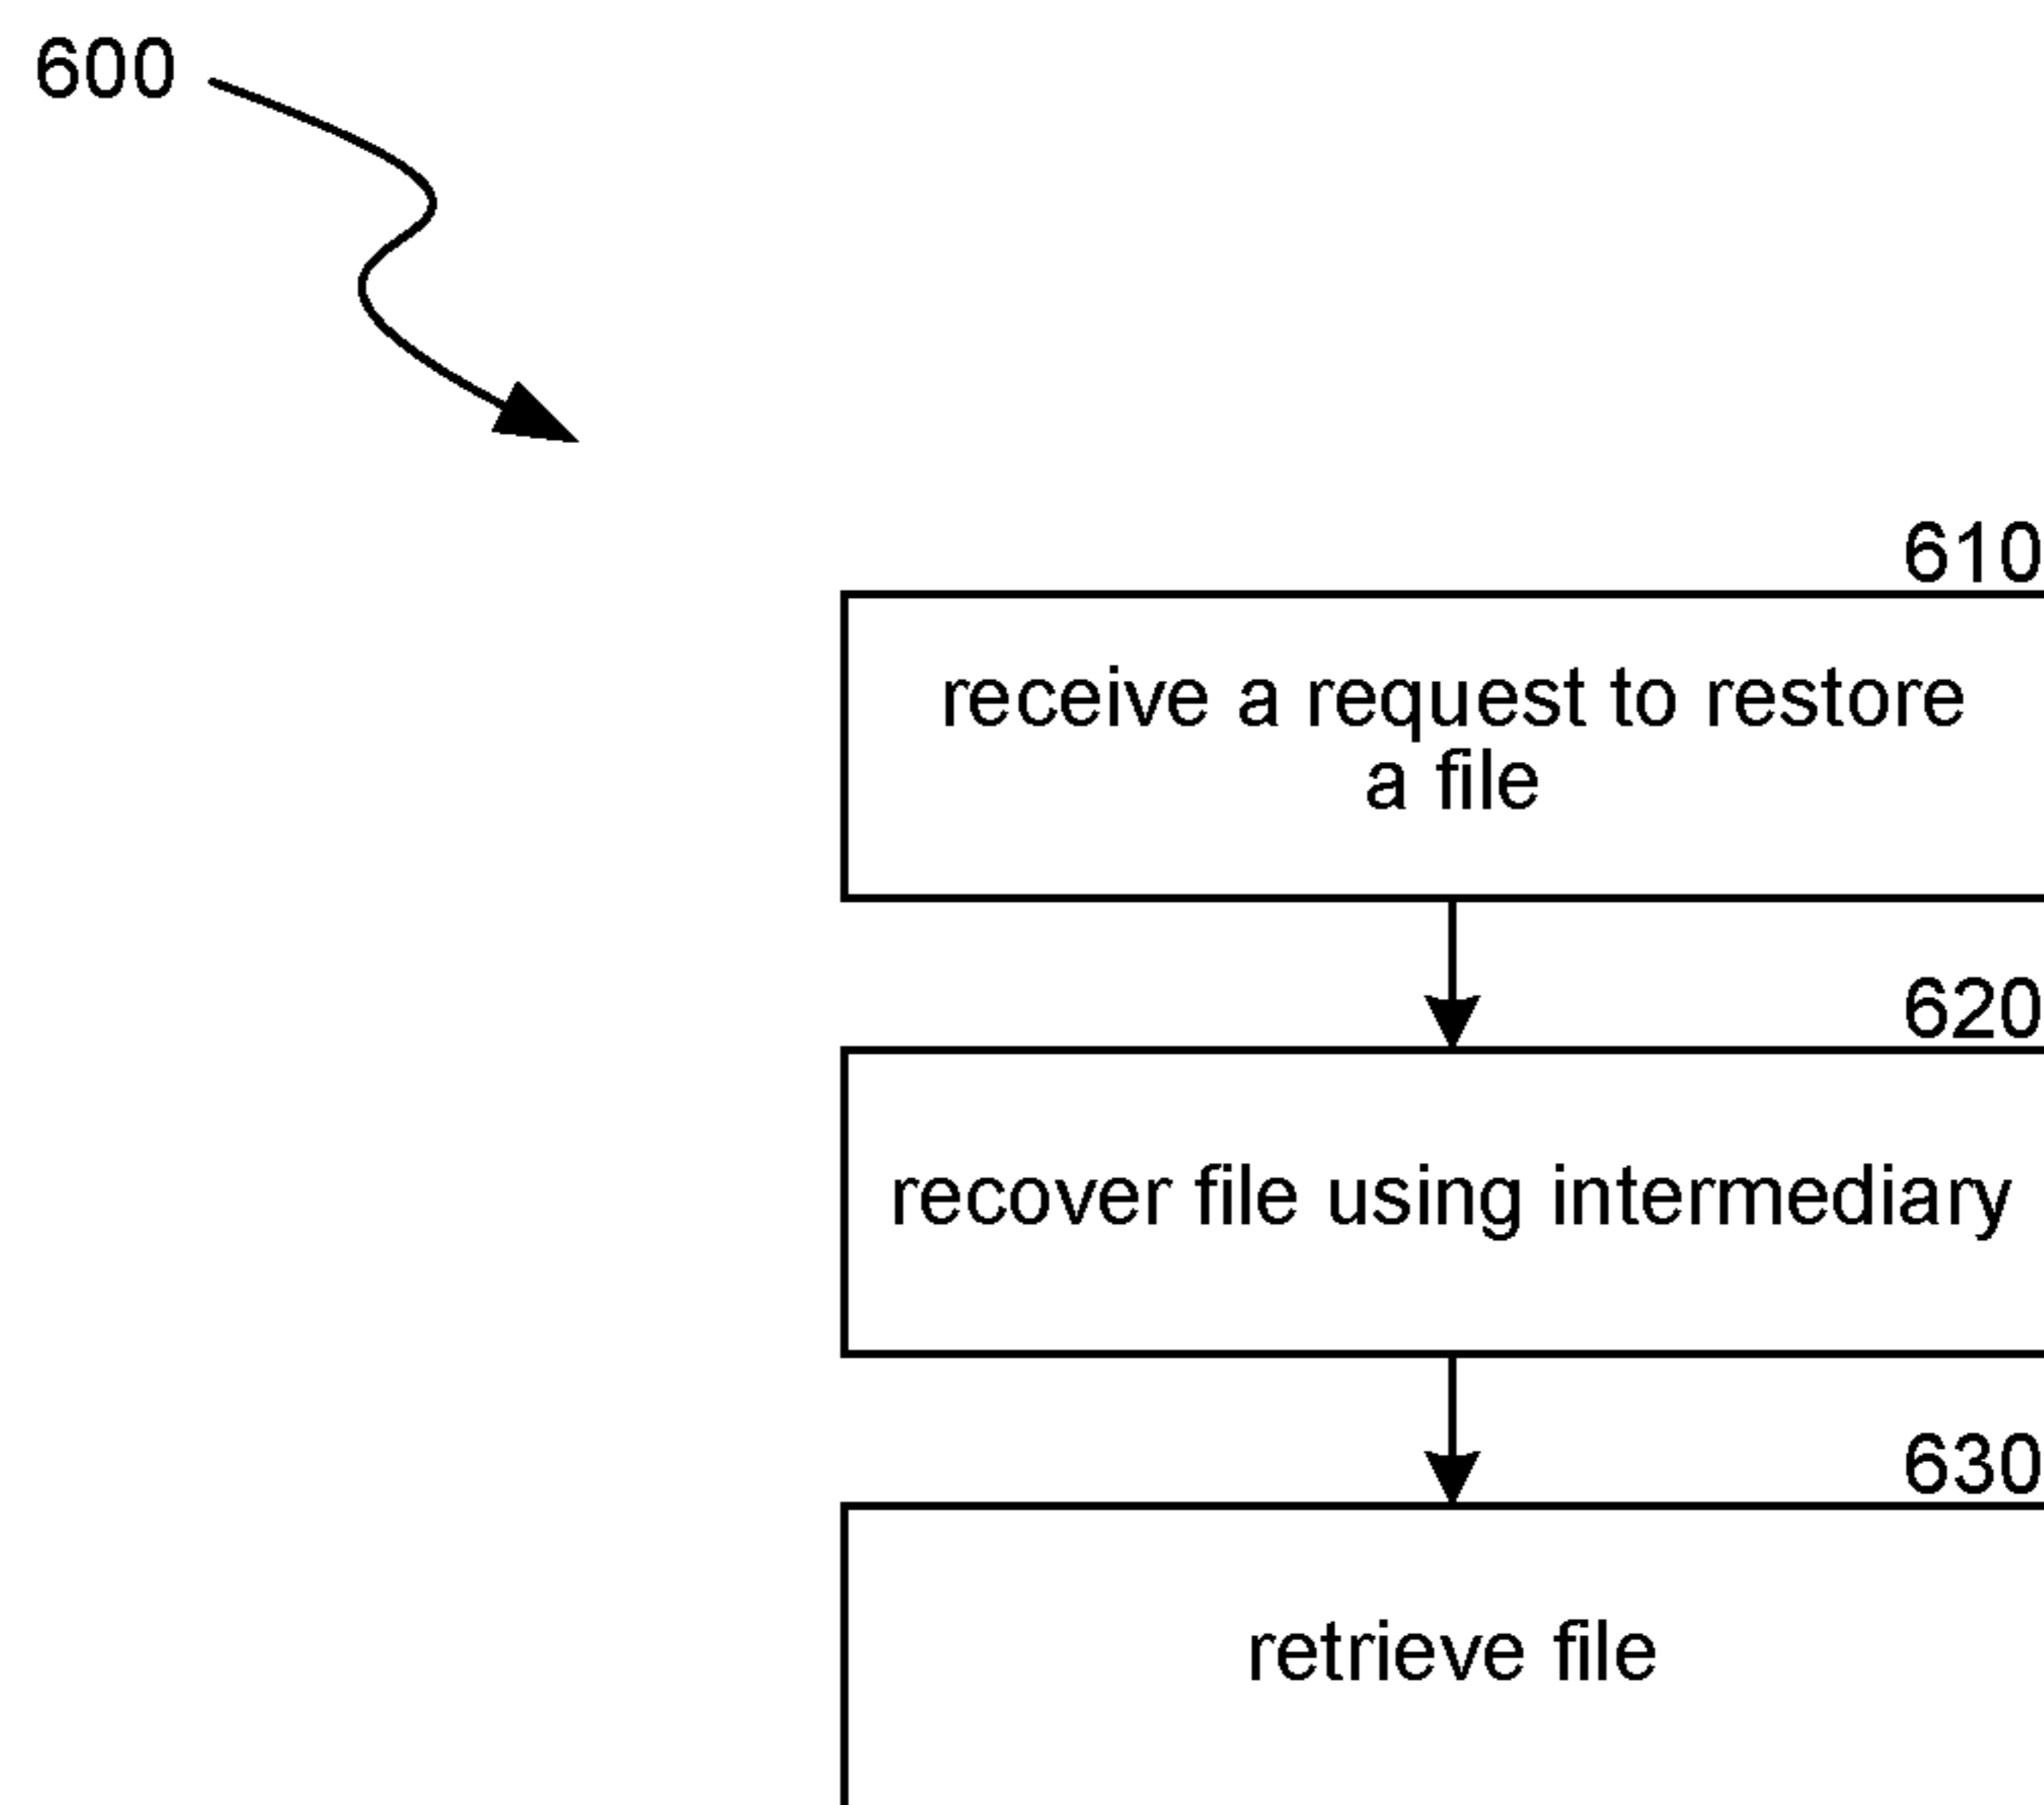 600
610
receive a request to restore
a file
620
recover file using intermediary
630
retrieve file